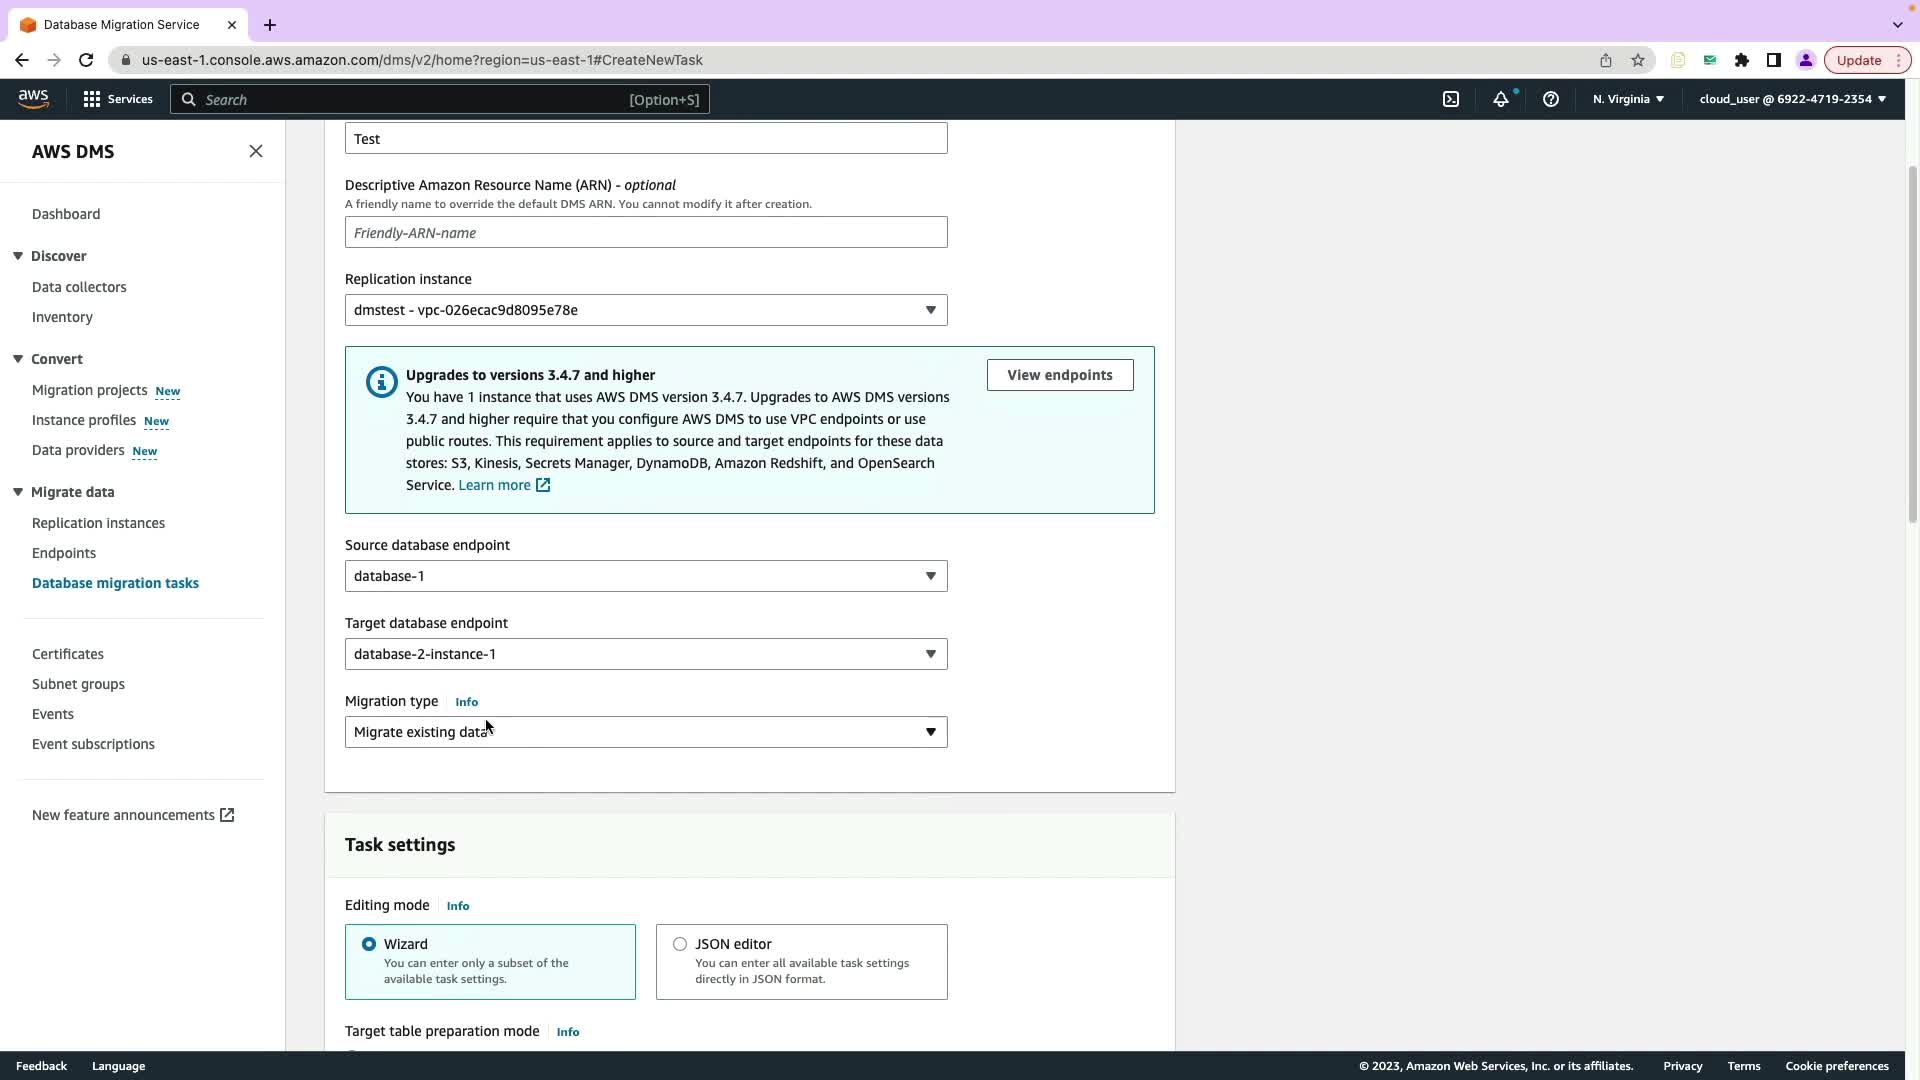 Database Migration Service
us-east-1.console.aws.amazon.com/dms/v2/home?region=us-east-1#CreateNewTask
Update
aws
Services
Search
[Option+S]
N. Virginia
cloud_user @ 6922-4719-2354
AWS DMS
Dashboard
Discover
Data collectors
Inventory
Convert
Migration projects New
Instance profiles New
Data providers New
Migrate data
Replication instances
Endpoints
Database migration tasks
Certificates
Subnet groups
Events
Event subscriptions
New feature announcements
Test
Descriptive Amazon Resource Name (ARN) - optional
A friendly name to override the default DMS ARN. You cannot modify it after creation.
Friendly-ARN-name
Replication instance
dmstest - vpc-026ecac9d8095e78e
Upgrades to versions 3.4.7 and higher
You have 1 instance that uses AWS DMS version 3.4.7. Upgrades to AWS DMS versions
3.4.7 and higher require that you configure AWS DMS to use VPC endpoints or use
public routes. This requirement applies to source and target endpoints for these data
stores: S3, Kinesis, Secrets Manager, DynamoDB, Amazon Redshift, and OpenSearch
Service. Learn more
View endpoints
Source database endpoint
database-1
Target database endpoint
database-2-instance-1
Migration type Info
Migrate existing data
Task settings
Editing mode Info
Wizard
You can enter only a subset of the
available task settings.
JSON editor
You can enter all available task settings
directly in JSON format.
Target table preparation mode Info
Feedback
Language
© 2023, Amazon Web Services, Inc. or its affiliates.
Privacy
Terms
Cookie preferences